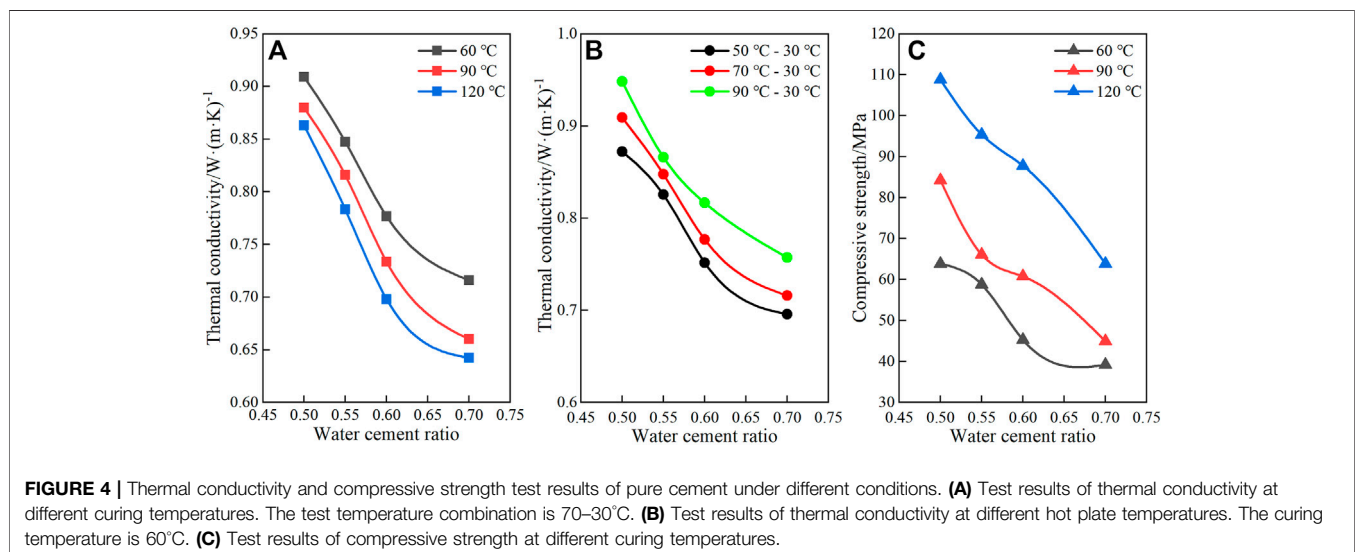 A
60 °C
90 °C
120 °C
Thermal conductivity/W·(m·K)⁻¹
0.95
0.90
0.85
0.80
0.75
0.70
0.65
0.60
0.45 0.50 0.55 0.60 0.65 0.70 0.75
Water cement ratio
B
50 °C - 30 °C
70 °C - 30 °C
90 °C - 30 °C
Thermal conductivity/W·(m·K)⁻¹
1.0
0.9
0.8
0.7
0.6
0.45 0.50 0.55 0.60 0.65 0.70 0.75
Water cement ratio
C
60 °C
90 °C
120 °C
Compressive strength/MPa
120
110
100
90
80
70
60
50
40
30
0.45 0.50 0.55 0.60 0.65 0.70 0.75
Water cement ratio
FIGURE 4 | Thermal conductivity and compressive strength test results of pure cement under different conditions. (A) Test results of thermal conductivity at
different curing temperatures. The test temperature combination is 70–30°C. (B) Test results of thermal conductivity at different hot plate temperatures. The curing
temperature is 60°C. (C) Test results of compressive strength at different curing temperatures.